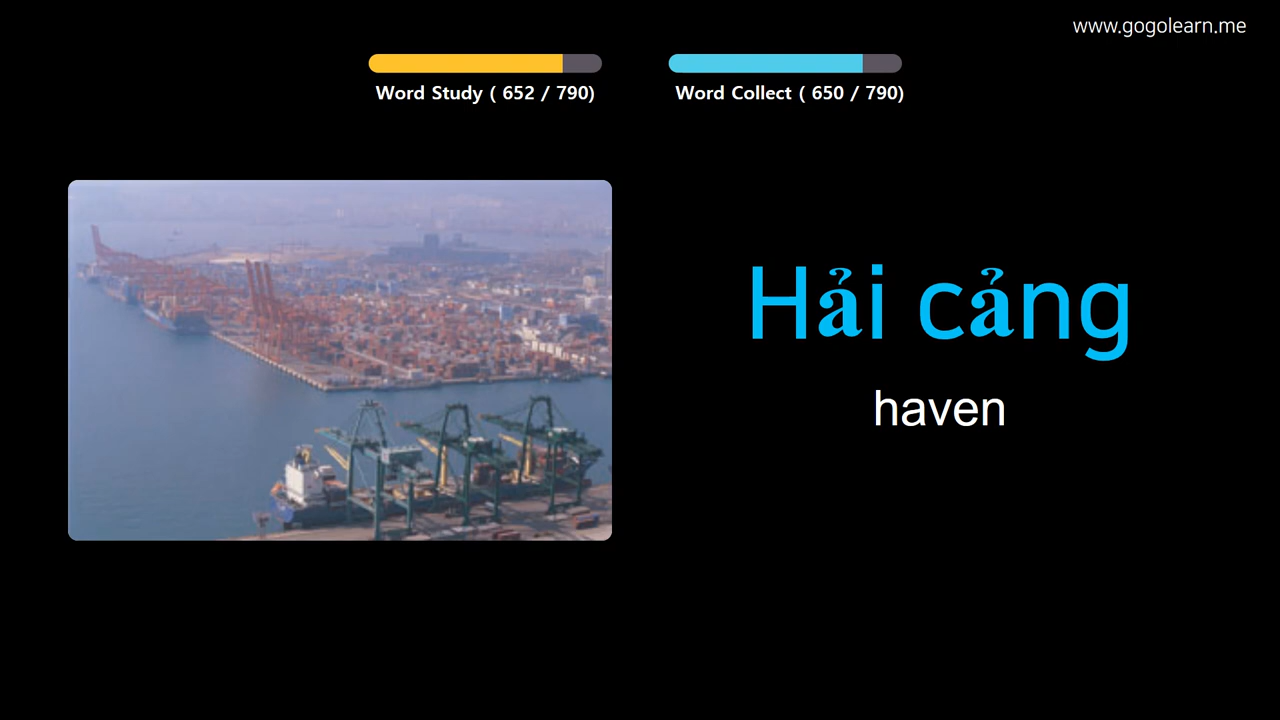 www.gogolearn.me
Word Study ( 652 / 790)
Word Collect ( 650 / 790)
Hải cảng
haven